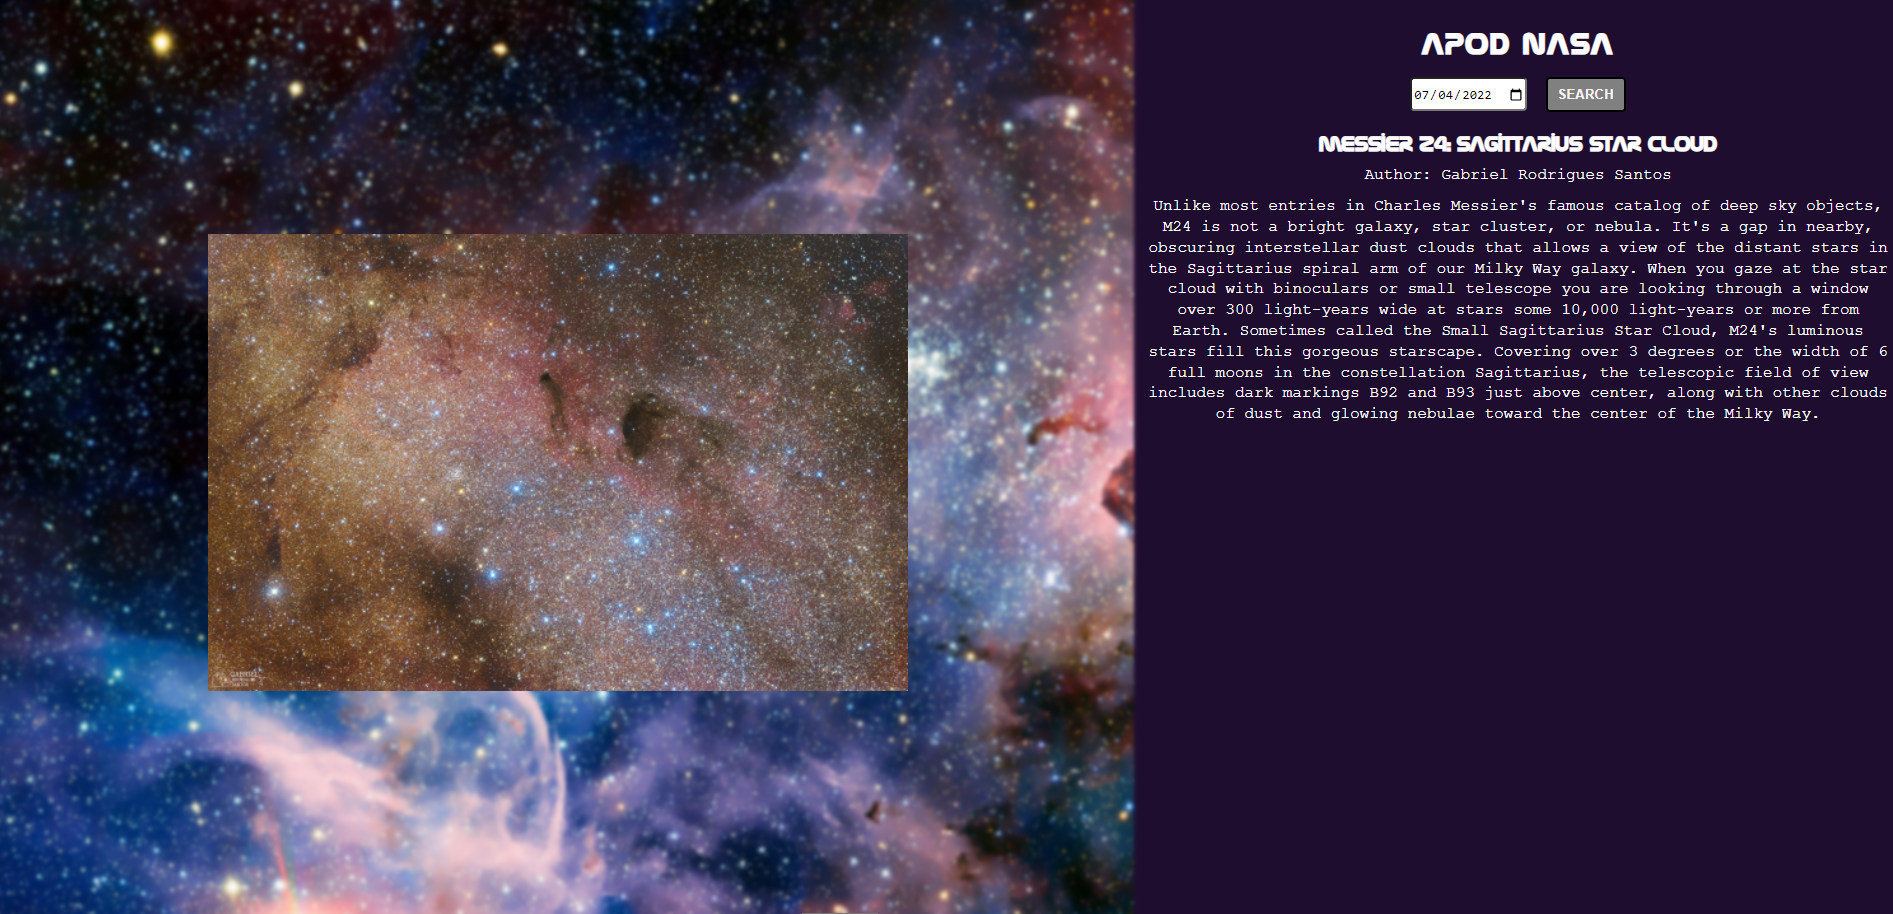 APOD NASA
07/04/2022 SEARCH
MESSIER 24: SAGITTARIUS STAR CLOUD
Author: Gabriel Rodrigues Santos
Unlike most entries in Charles Messier's famous catalog of deep sky objects,
M24 is not a bright galaxy, star cluster, or nebula. It's a gap in nearby,
obscuring interstellar dust clouds that allows a view of the distant stars in
the Sagittarius spiral arm of our Milky Way galaxy. When you gaze at the star
cloud with binoculars or small telescope you are looking through a window
over 300 light-years wide at stars some 10,000 light-years or more from
Earth. Sometimes called the Small Sagittarius Star Cloud, M24's luminous
stars fill this gorgeous starscape. Covering over 3 degrees or the width of 6
full moons in the constellation Sagittarius, the telescopic field of view
includes dark markings B92 and B93 just above center, along with other clouds
of dust and glowing nebulae toward the center of the Milky Way.
GABRIEL